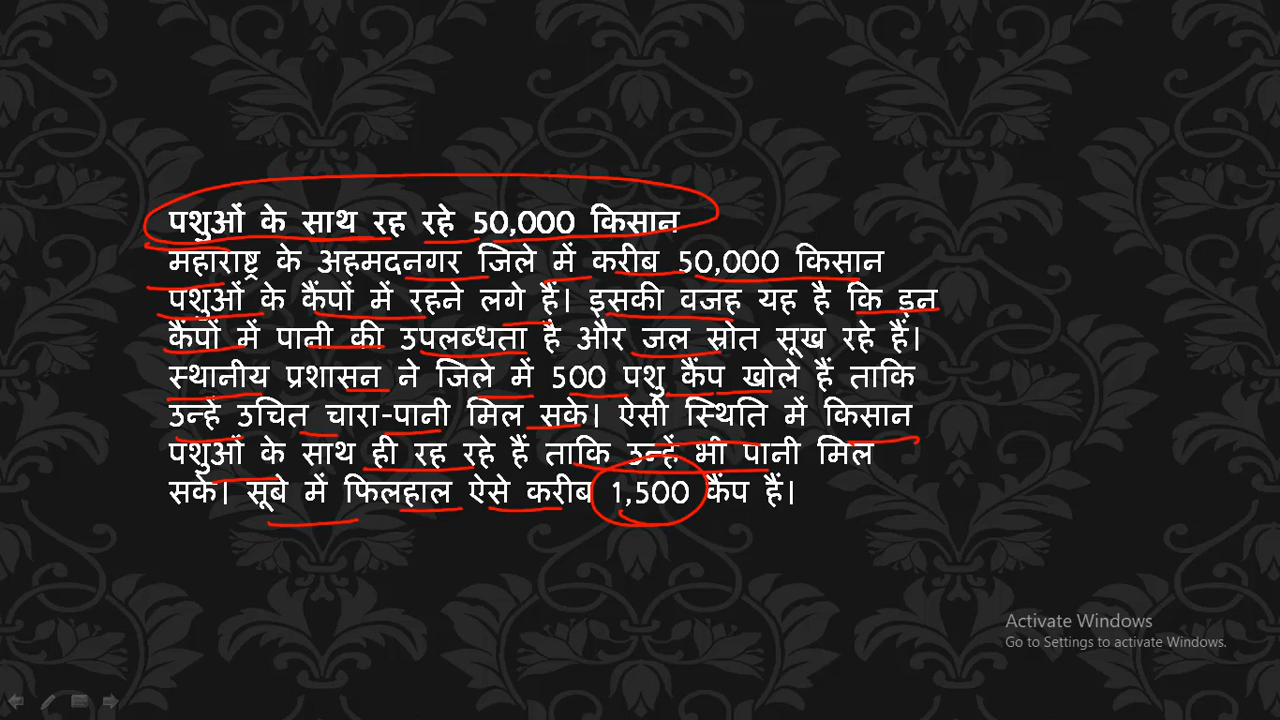 पशुओं के साथ रह रहे 50,000 किसान
महाराष्ट्र के अहमदनगर जिले में करीब 50,000 किसान
पशुओं के कैंपों में रहने लगे हैं। इसकी वजह यह है कि इन
कैंपों में पानी की उपलब्धता है और जल स्रोत सूख रहे हैं।
स्थानीय प्रशासन ने जिले में 500 पशु कैंप खोले हैं ताकि
उन्हे उचित चारा-पानी मिल सके। ऐसी स्थिति में किसान
पशुओं के साथ ही रह रहे हैं ताकि उन्हें भी पानी मिल
सके। सूबे में फिलहाल ऐसे करीब 1,500 कैंप हैं।
Activate Windows
Go to Settings to activate Windows.